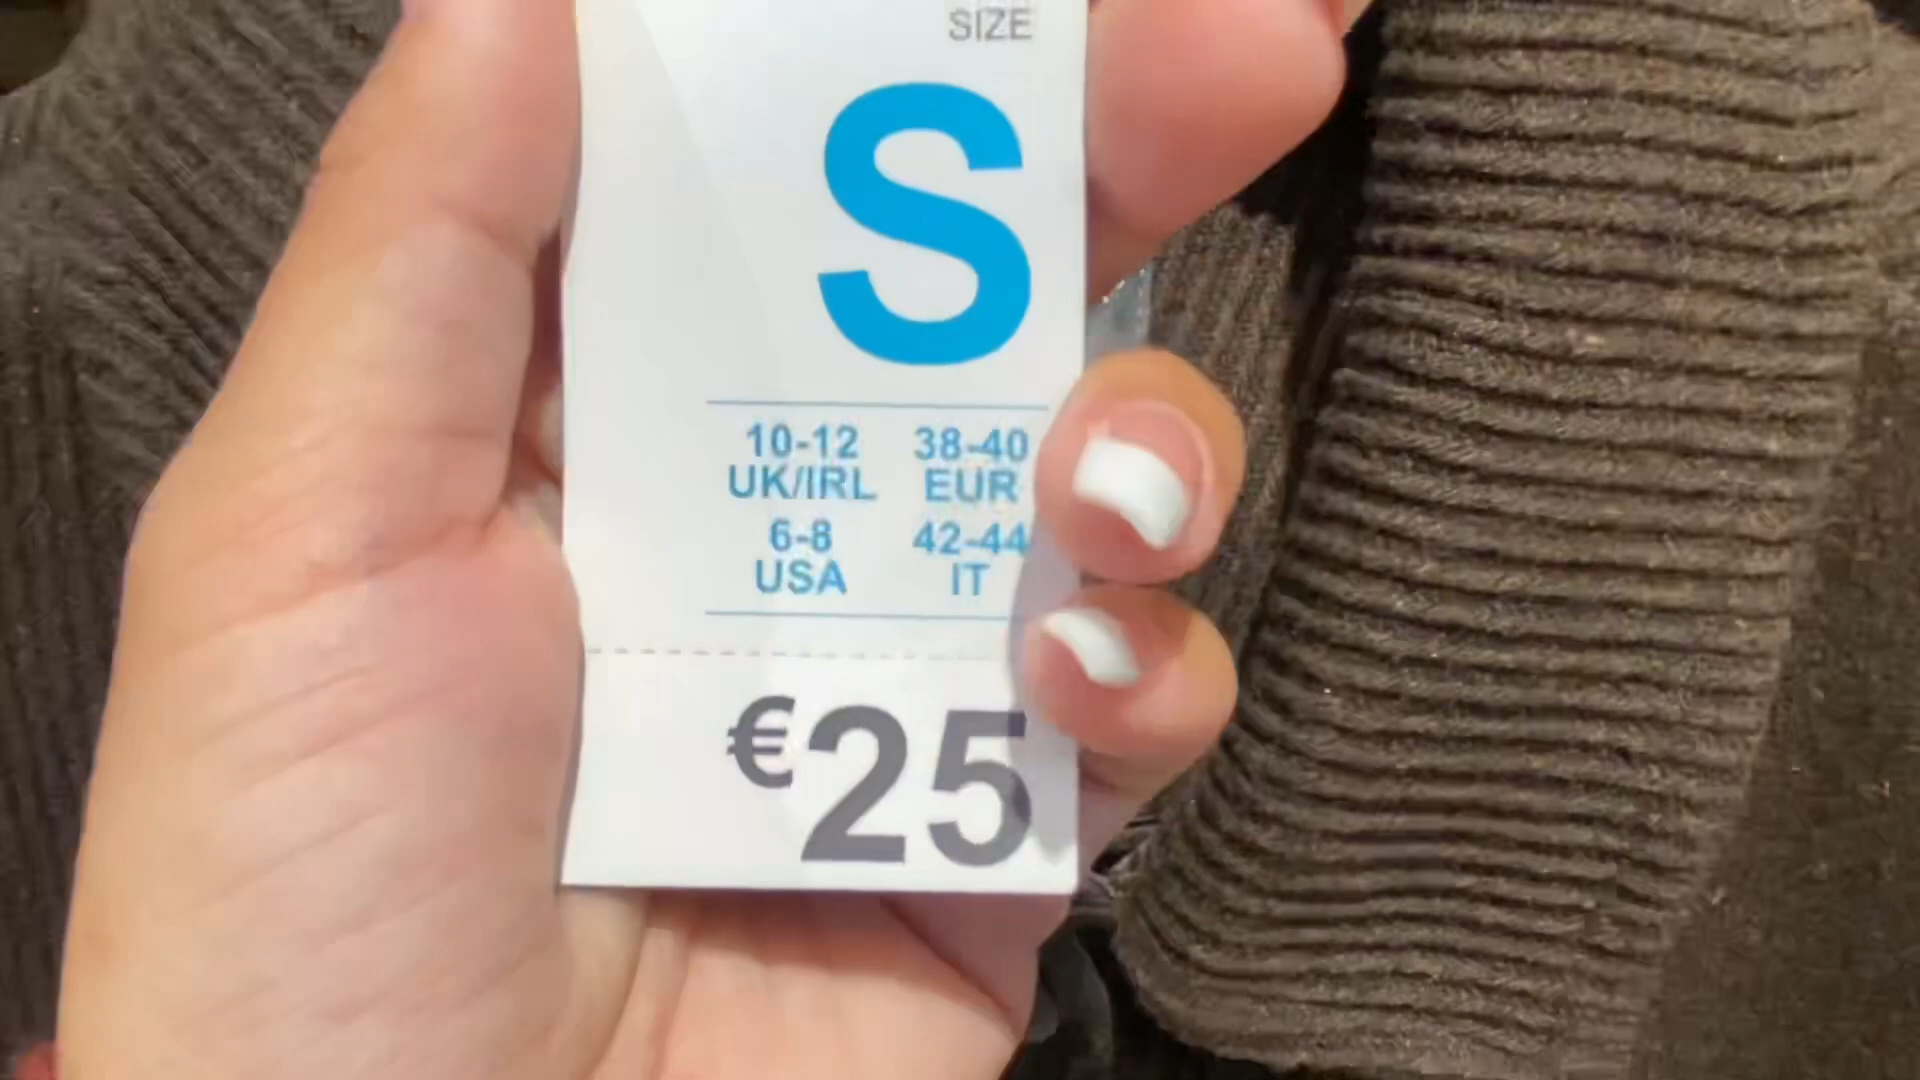 SIZE
S
10-12 38-40
UK/IRL EUR
6-8 42-44
USA IT
€25